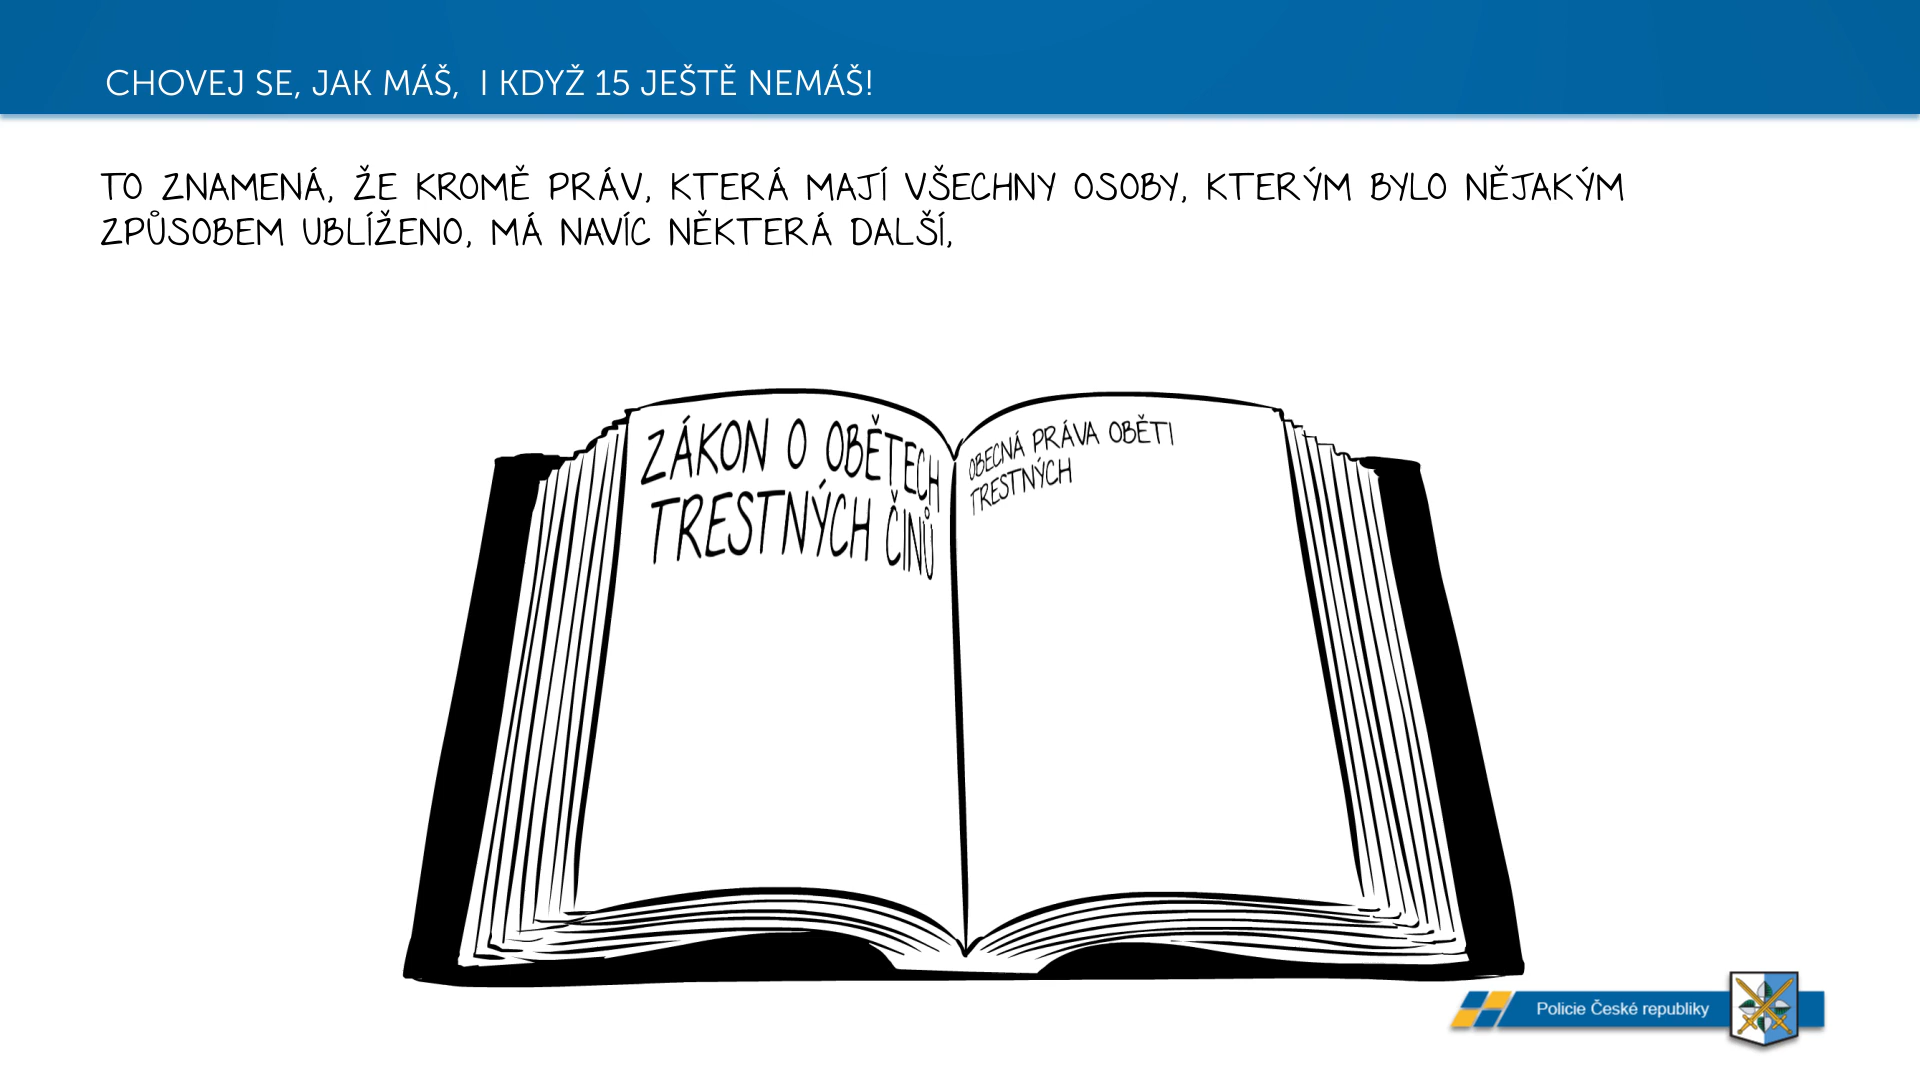 CHOVEJ SE, JAK MÁŠ, I KDYŽ 15 JEŠTĚ NEMÁŠ!
TO ZNAMENÁ, ŽE KROMĚ PRÁV, KTERÁ MAJÍ VŠECHNY OSOBY, KTERÝM BYLO NĚJAKÝM
ZPŮSOBEM UBLÍŽENO, MÁ NAVÍC NĚKTERÁ DALŠÍ,
ZÁKON O OBĚTECH
TRESTNÝCH ČINŮ
OBECNÁ PRÁVA OBĚTI
TRESTNÝCH
Policie České republiky